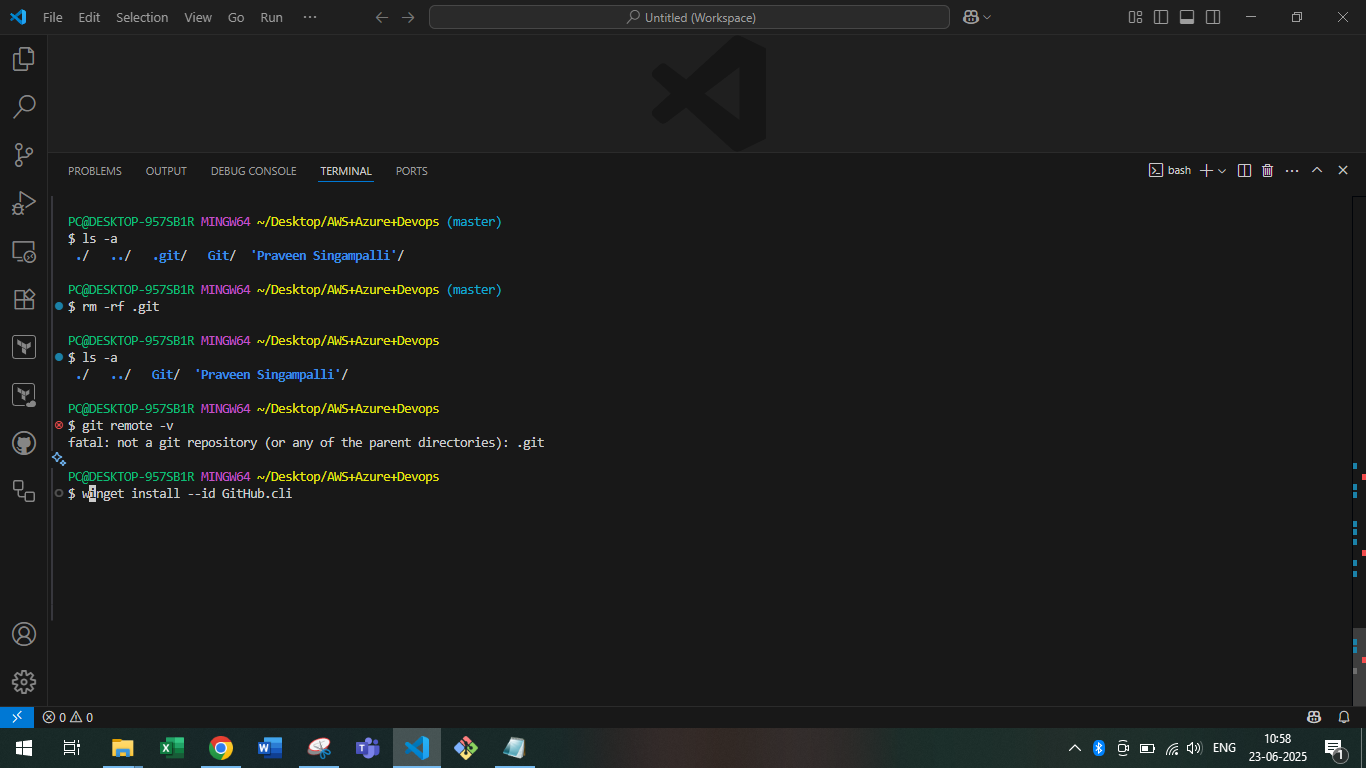 File Edit Selection View Go Run ··· Untitled (Workspace)
PROBLEMS OUTPUT DEBUG CONSOLE TERMINAL PORTS bash
PC@DESKTOP-957SB1R MINGW64 ~/Desktop/AWS+Azure+Devops (master)
$ ls -a
./ ../ .git/ Git/ 'Praveen Singampalli'/
PC@DESKTOP-957SB1R MINGW64 ~/Desktop/AWS+Azure+Devops (master)
$ rm -rf .git
PC@DESKTOP-957SB1R MINGW64 ~/Desktop/AWS+Azure+Devops
$ ls -a
./ ../ Git/ 'Praveen Singampalli'/
PC@DESKTOP-957SB1R MINGW64 ~/Desktop/AWS+Azure+Devops
$ git remote -v
fatal: not a git repository (or any of the parent directories): .git
PC@DESKTOP-957SB1R MINGW64 ~/Desktop/AWS+Azure+Devops
$ winget install --id GitHub.cli
0 0
ENG
10:58
23-06-2025
1